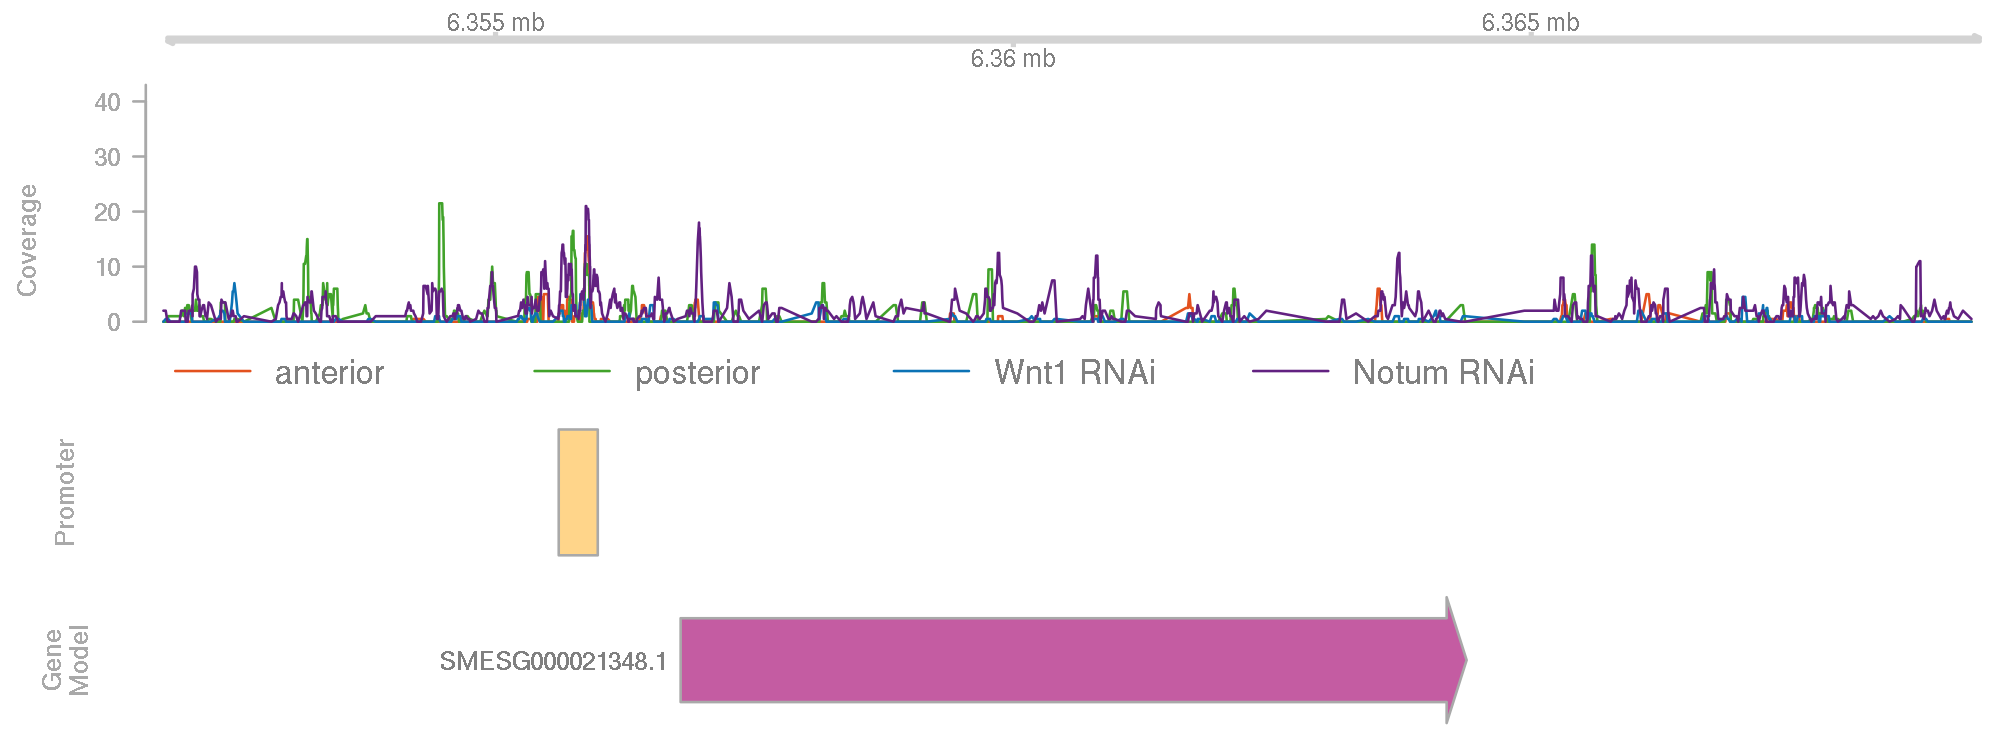 6.355 mb
6.365 mb
6.36 mb
Coverage
40
30
20
10
0
anterior posterior Wnt1 RNAi Notum RNAi
Promoter
Gene
Model
SMESG000021348.1